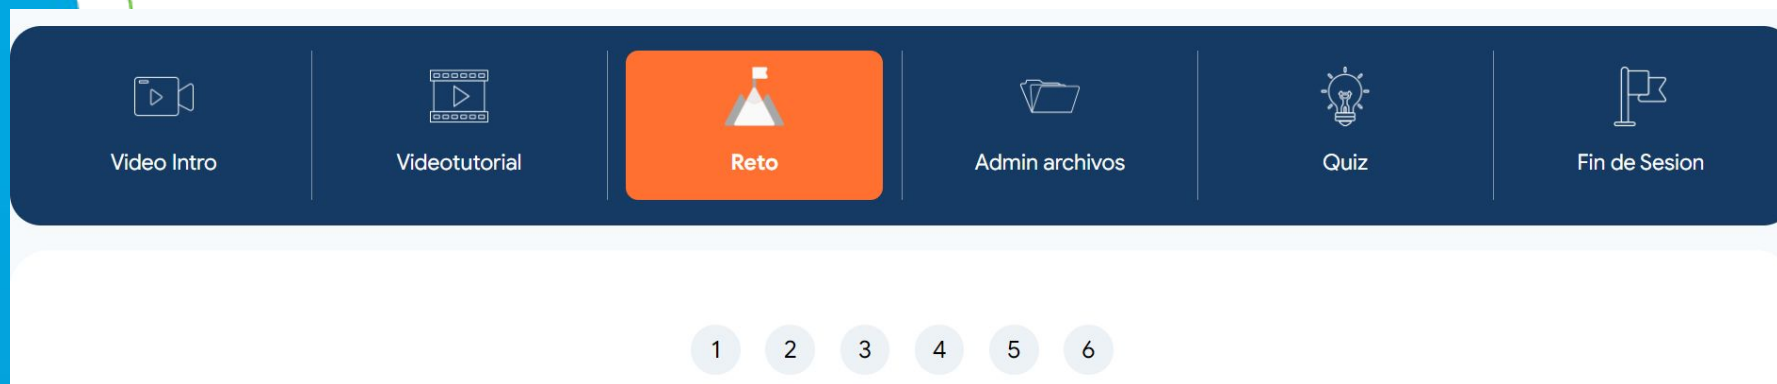 Video Intro
Videotutorial
Reto
Admin archivos
Quiz
Fin de Sesion
1 2 3 4 5 6